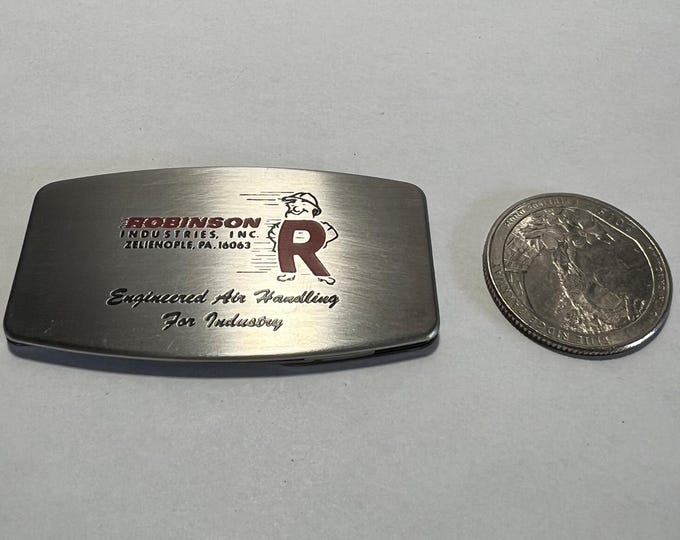 ROBINSON
INDUSTRIES, INC.
ZELIENOPLE, PA. 16063
R
Engineered Air Handling
For Industry